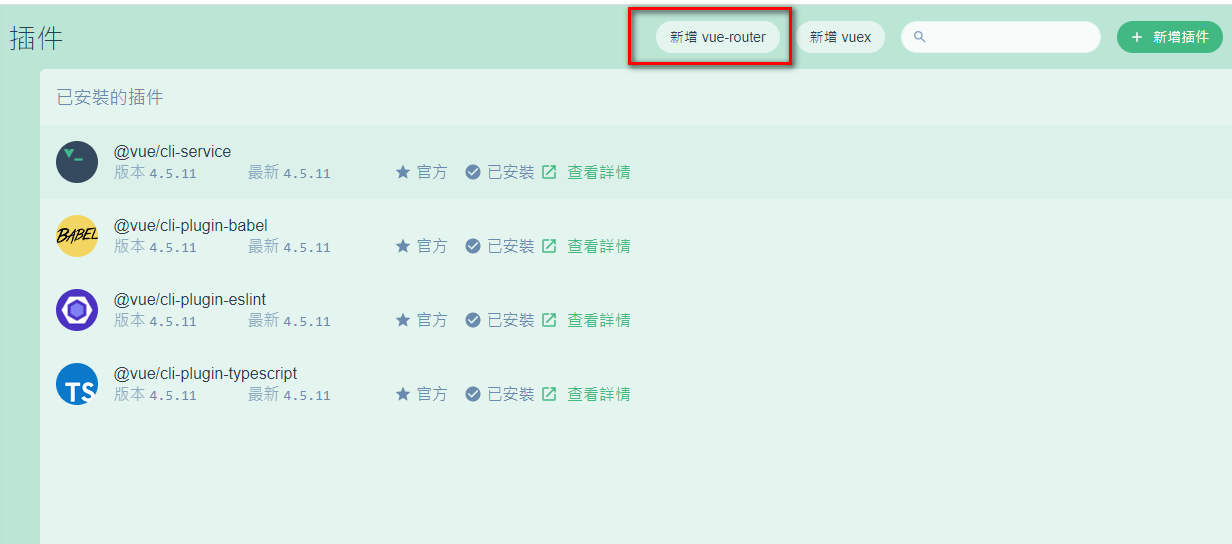 插件
新增 vue-router
新增 vuex
新增插件
已安裝的插件
@vue/cli-service
版本 4.5.11 最新 4.5.11 官方 已安裝 查看詳情
BABEL
@vue/cli-plugin-babel
版本 4.5.11 最新 4.5.11 官方 已安裝 查看詳情
@vue/cli-plugin-eslint
版本 4.5.11 最新 4.5.11 官方 已安裝 查看詳情
TS
@vue/cli-plugin-typescript
版本 4.5.11 最新 4.5.11 官方 已安裝 查看詳情